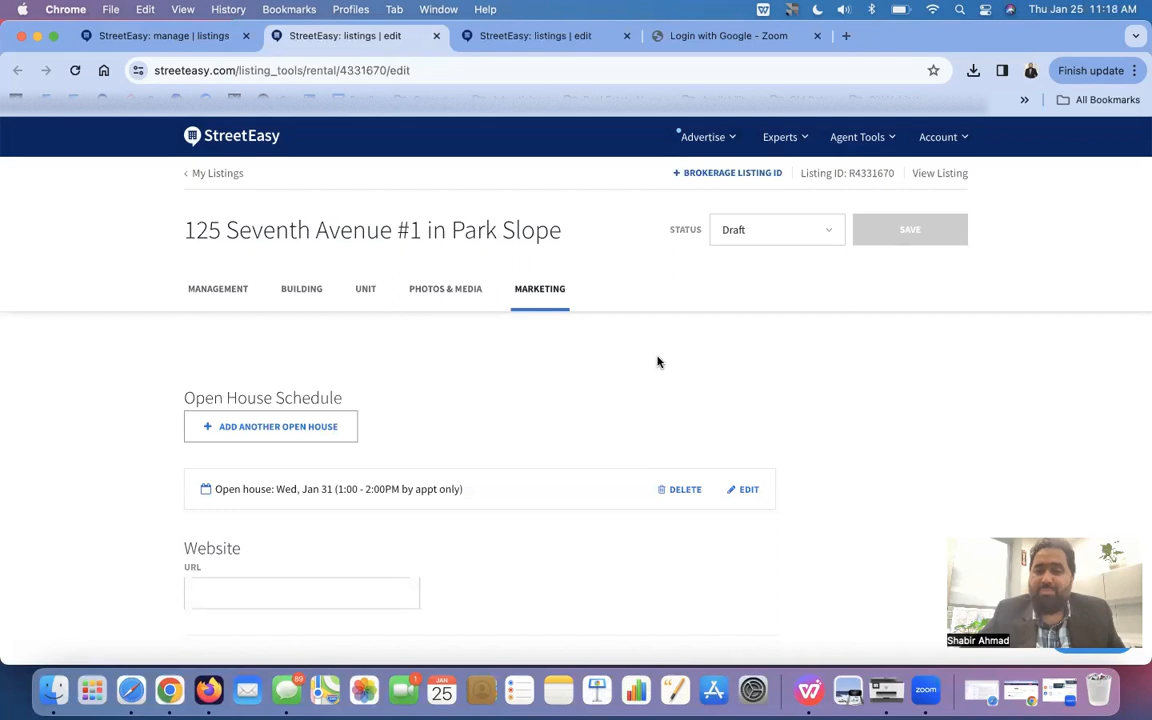 Chrome File Edit View History Bookmarks Profiles Tab Window Help Thu Jan 25 11:18 AM
StreetEasy: manage | listings StreetEasy: listings | edit StreetEasy: listings | edit Login with Google - Zoom
streeteasy.com/listing_tools/rental/4331670/edit Finish update
All Bookmarks
StreetEasy Advertise Experts Agent Tools Account
My Listings + BROKERAGE LISTING ID Listing ID: R4331670 View Listing
125 Seventh Avenue #1 in Park Slope STATUS Draft SAVE
MANAGEMENT BUILDING UNIT PHOTOS & MEDIA MARKETING
Open House Schedule
+ ADD ANOTHER OPEN HOUSE
Open house: Wed, Jan 31 (1:00 - 2:00PM by appt only) DELETE EDIT
Website
URL
Shabir Ahmad
89 1 JAN 25 zoom